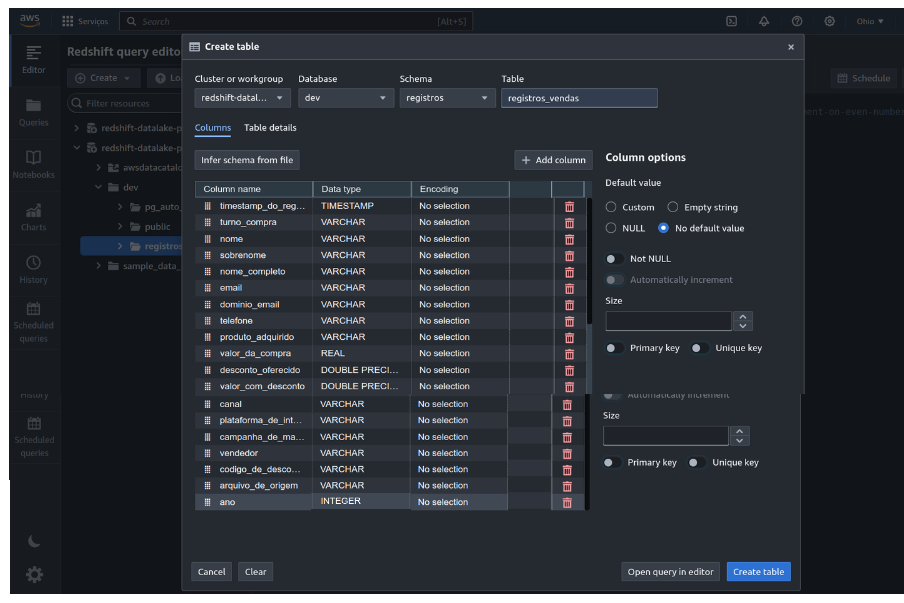 aws Serviços Search [Alt+S] Ohio
Editor
Queries
Notebooks
Charts
History
Scheduled
queries
History
Scheduled
queries
Redshift query edito
Create Loa
Filter resources
redshift-datalake-p
redshift-datalake-p
awsdatacatalo
dev
pg_auto_
public
registros
sample_data_
Schedule
ent-on-even-number
Create table
Cluster or workgroup Database Schema Table
redshift-datal... dev registros registros_vendas
Columns Table details
Infer schema from file + Add column
Column name Data type Encoding
timestamp_do_reg... TIMESTAMP No selection
turno_compra VARCHAR No selection
nome VARCHAR No selection
sobrenome VARCHAR No selection
nome_completo VARCHAR No selection
email VARCHAR No selection
dominio_email VARCHAR No selection
telefone VARCHAR No selection
produto_adquirido VARCHAR No selection
valor_da_compra REAL No selection
desconto_oferecido DOUBLE PRECI... No selection
valor_com_desconto DOUBLE PRECI... No selection
canal VARCHAR No selection
plataforma_de_int... VARCHAR No selection
campanha_de_ma... VARCHAR No selection
vendedor VARCHAR No selection
codigo_de_desco... VARCHAR No selection
arquivo_de_origem VARCHAR No selection
ano INTEGER No selection
Column options
Default value
Custom Empty string
NULL No default value
Not NULL
Automatically increment
Size
Primary key Unique key
Automatically increment
Size
Primary key Unique key
Cancel Clear Open query in editor Create table